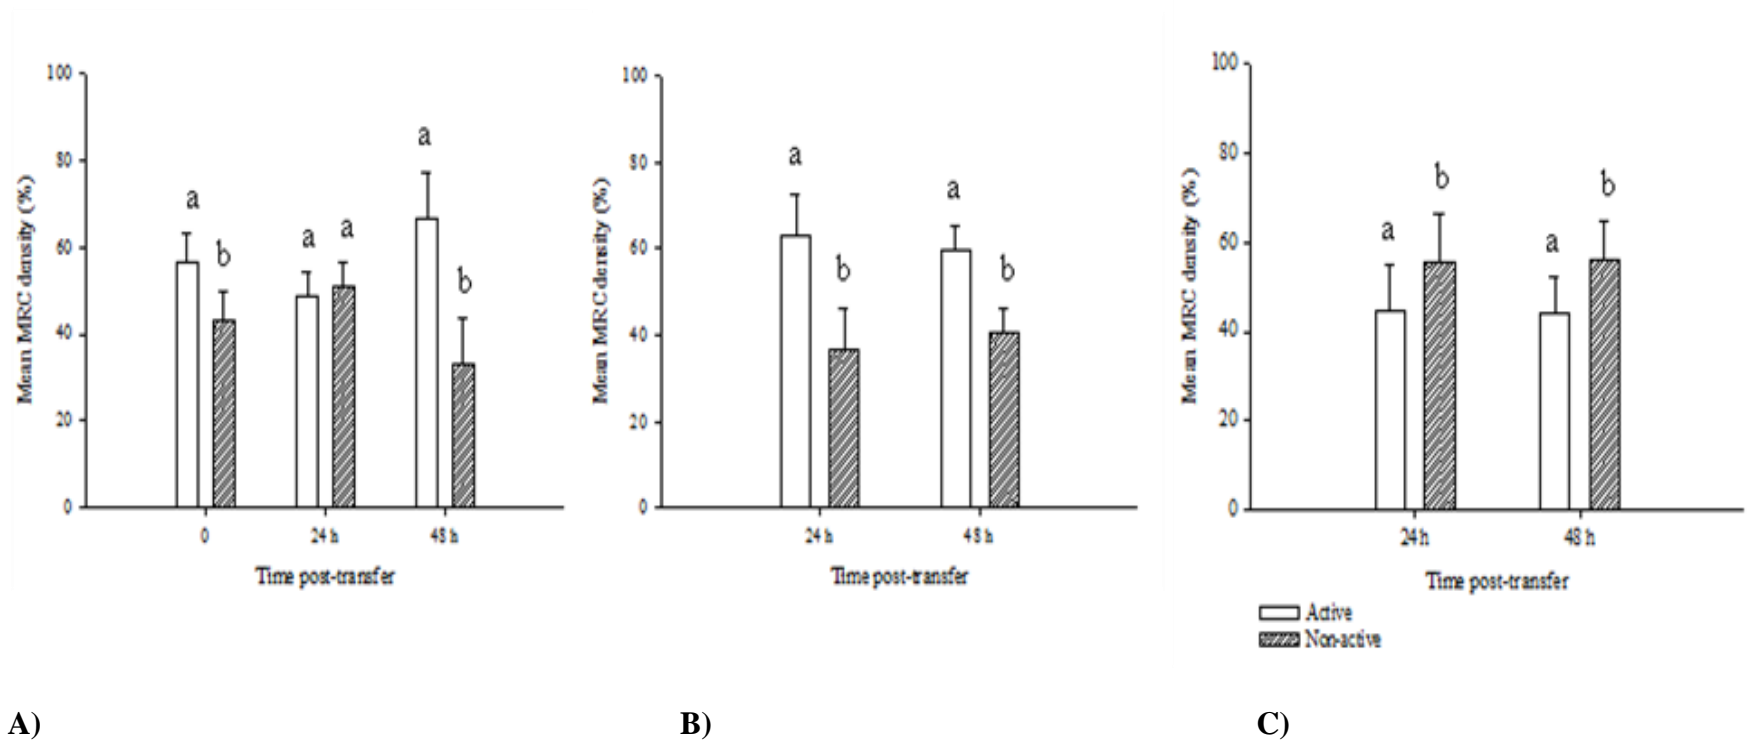 Mean MRC density (%)
100
80
60
40
20
0
a
b
a
a
a
b
0
24 h
48 h
Time post-transfer
Mean MRC density (%)
100
80
60
40
20
0
a
b
a
b
24 h
48 h
Time post-transfer
Mean MRC density (%)
100
80
60
40
20
0
a
b
a
b
24 h
48 h
Time post-transfer
Active
Non-active
A)
B)
C)